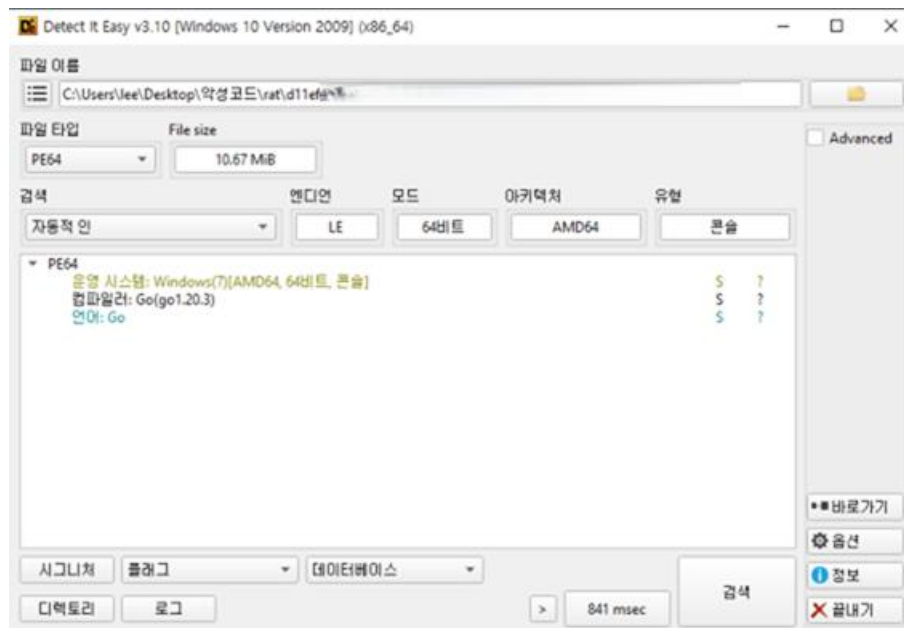 Detect It Easy v3.10 [Windows 10 Version 2009] (x86_64)
파일 이름
C:\Users\lee\Desktop\악성코드\rat\d11ef
파일 타입 File size
PE64 10.67 MiB
Advanced
검색 엔디언 모드 아키텍처 유형
자동적 인 LE 64비트 AMD64 콘솔
PE64
운영 시스템: Windows(7)[AMD64, 64비트, 콘솔] S ?
컴파일러: Go(go1.20.3) S ?
언어: Go S ?
바로가기
옵션
시그니처 플래그 데이터베이스 정보
검색
디렉토리 로그 > 841 msec 끝내기